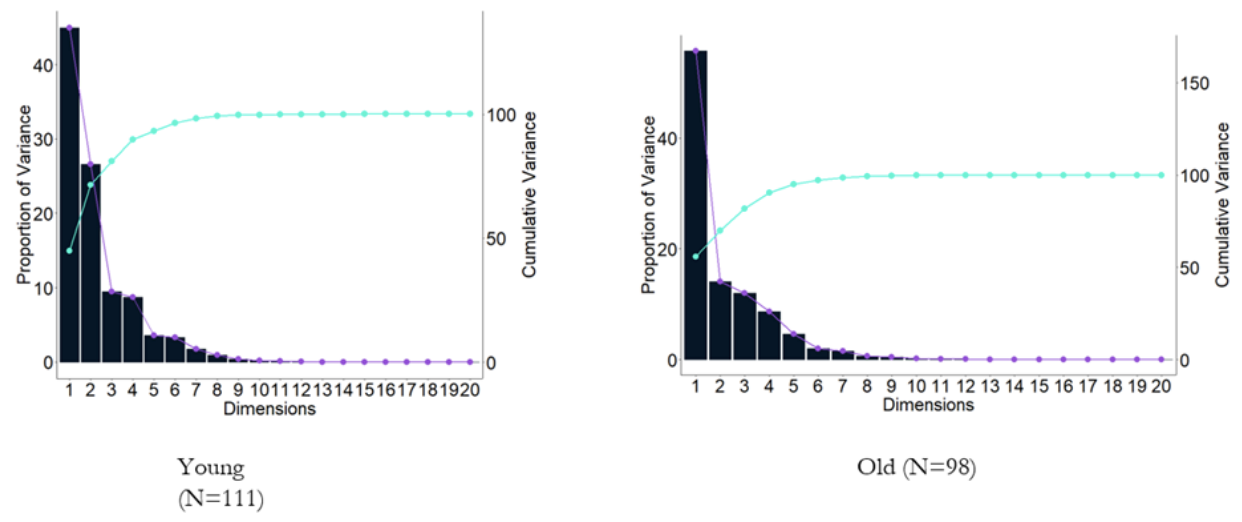 40
30
20
10
0
Proportion of Variance
100
50
0
Cumulative Variance
1 2 3 4 5 6 7 8 9 10 11 12 13 14 15 16 17 18 19 20
Dimensions
Young
(N=111)
40
20
0
Proportion of Variance
150
100
50
0
Cumulative Variance
1 2 3 4 5 6 7 8 9 10 11 12 13 14 15 16 17 18 19 20
Dimensions
Old (N=98)